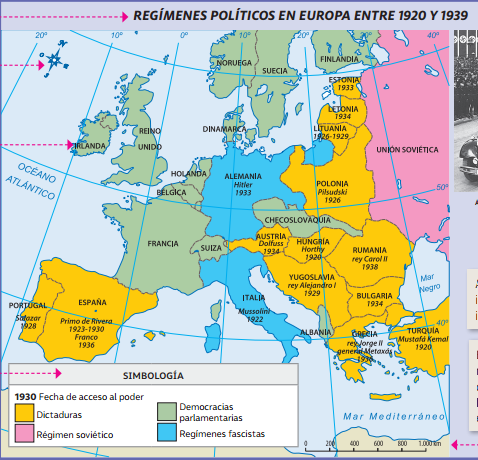 REGÍMENES POLÍTICOS EN EUROPA ENTRE 1920 Y 1939
20°
10°
0°
10°
20°
30°
40°
NORUEGA
SUECIA
FINLANDIA
ESTONIA
1933
LETONIA
1934
LITUANIA
1926-1929
DINAMARCA
REINO
UNIDO
IRLANDA
UNIÓN SOVIÉTICA
HOLANDA
BÉLGICA
ALEMANIA
Hitler
1933
POLONIA
Pilsudski
1926
50°
OCÉANO
ATLÁNTICO
CHECOSLOVAQUIA
FRANCIA
SUIZA
AUSTRIA
Dolfuss
1934
HUNGRÍA
Horthy
1920
RUMANIA
rey Carol II
1938
YUGOSLAVIA
rey Alejandro I
1929
Mar
Negro
BULGARIA
1934
ITALIA
Mussolini
1922
PORTUGAL
Salazar
1928
ESPAÑA
Primo de Rivera
1923-1930
Franco
1936
ALBANIA
GRECIA
rey Jorge II
general Metaxás
1936
40°
TURQUÍA
Mustafá Kemal
1920
Mar Mediterráneo
SIMBOLOGÍA
1930 Fecha de acceso al poder
Dictaduras
Régimen soviético
Democracias
parlamentarias
Regímenes fascistas
0 200 600 1.000 km